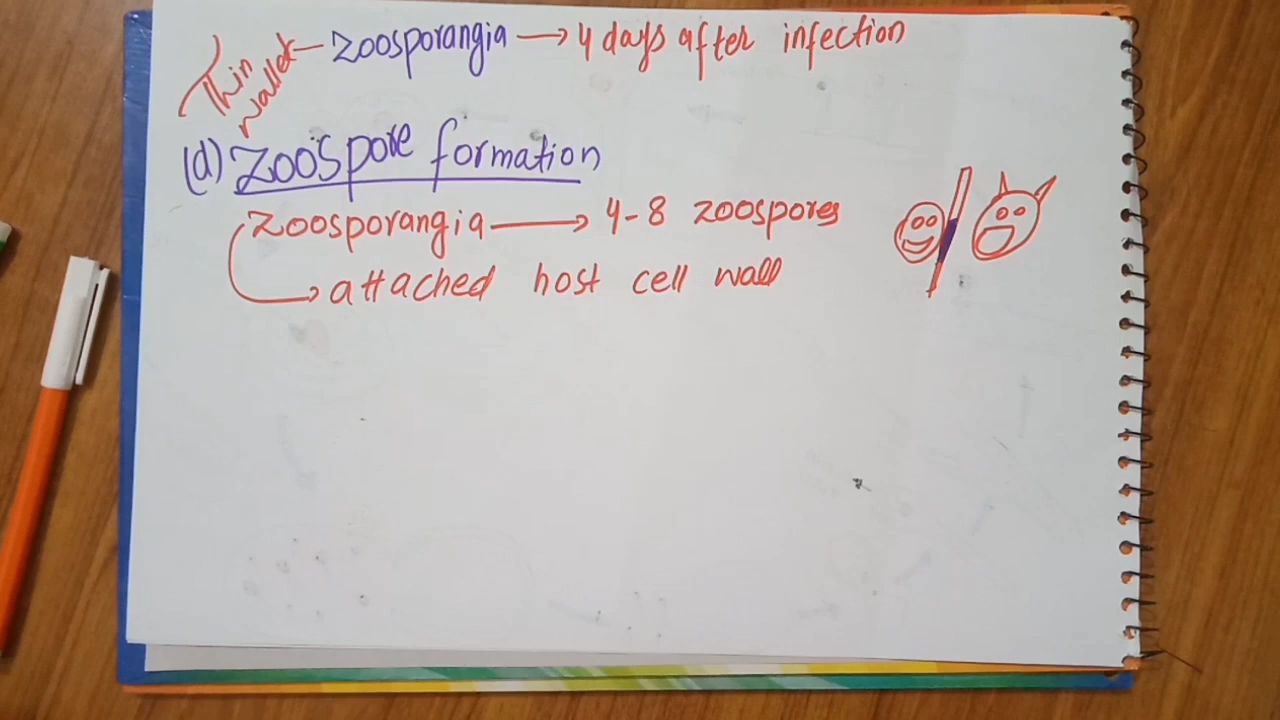 Thin walled - Zoosporangia → 4 days after infection
(d) Zoospore formation
Zoosporangia → 4-8 zoospores
→ attached host cell wall